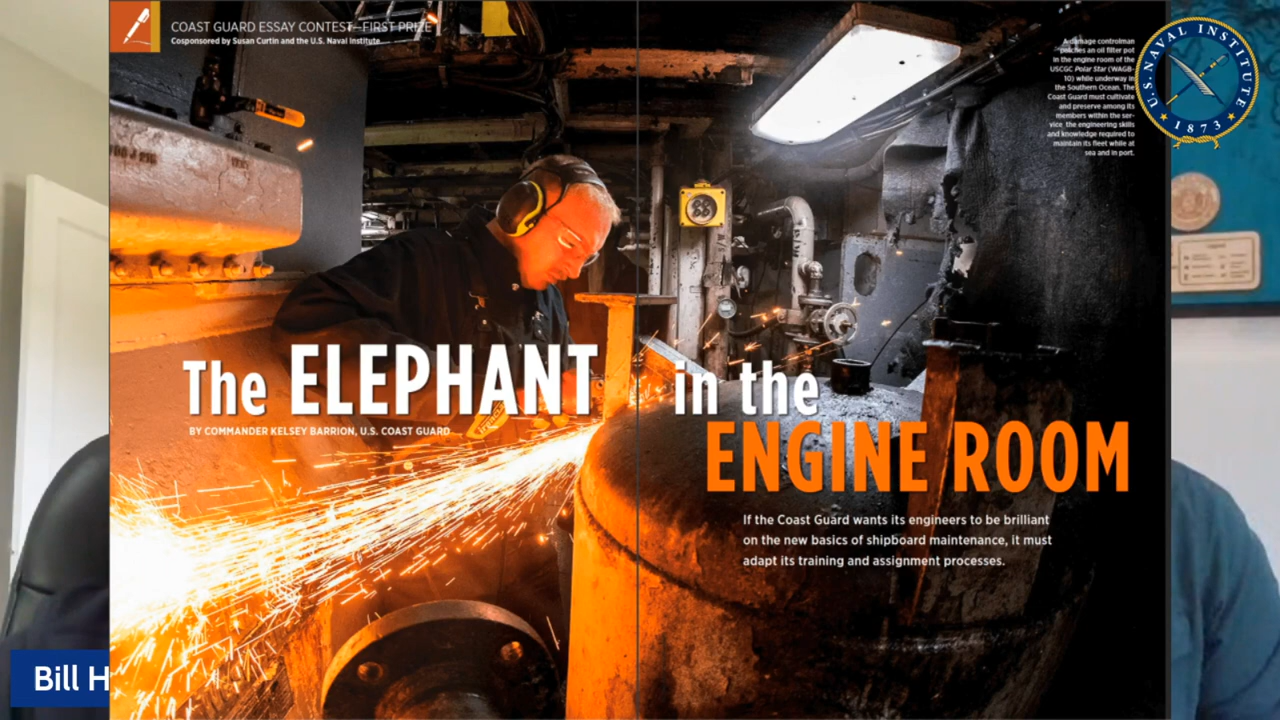 COAST GUARD ESSAY CONTEST—FIRST PRIZE
Cosponsored by Susan Curtin and the U.S. Naval Institute
A damage controlman
patches an oil filter pot
in the engine room of the
USCGC Polar Star (WAGB-
10) while underway in
the Southern Ocean. The
Coast Guard must cultivate
and preserve among its
members within the ser-
vice the engineering skills
and knowledge required to
maintain its fleet while at
sea and in port.
U.S. NAVAL INSTITUTE
1873
The ELEPHANT in the
ENGINE ROOM
BY COMMANDER KELSEY BARRION, U.S. COAST GUARD
If the Coast Guard wants its engineers to be brilliant
on the new basics of shipboard maintenance, it must
adapt its training and assignment processes.
Bill H